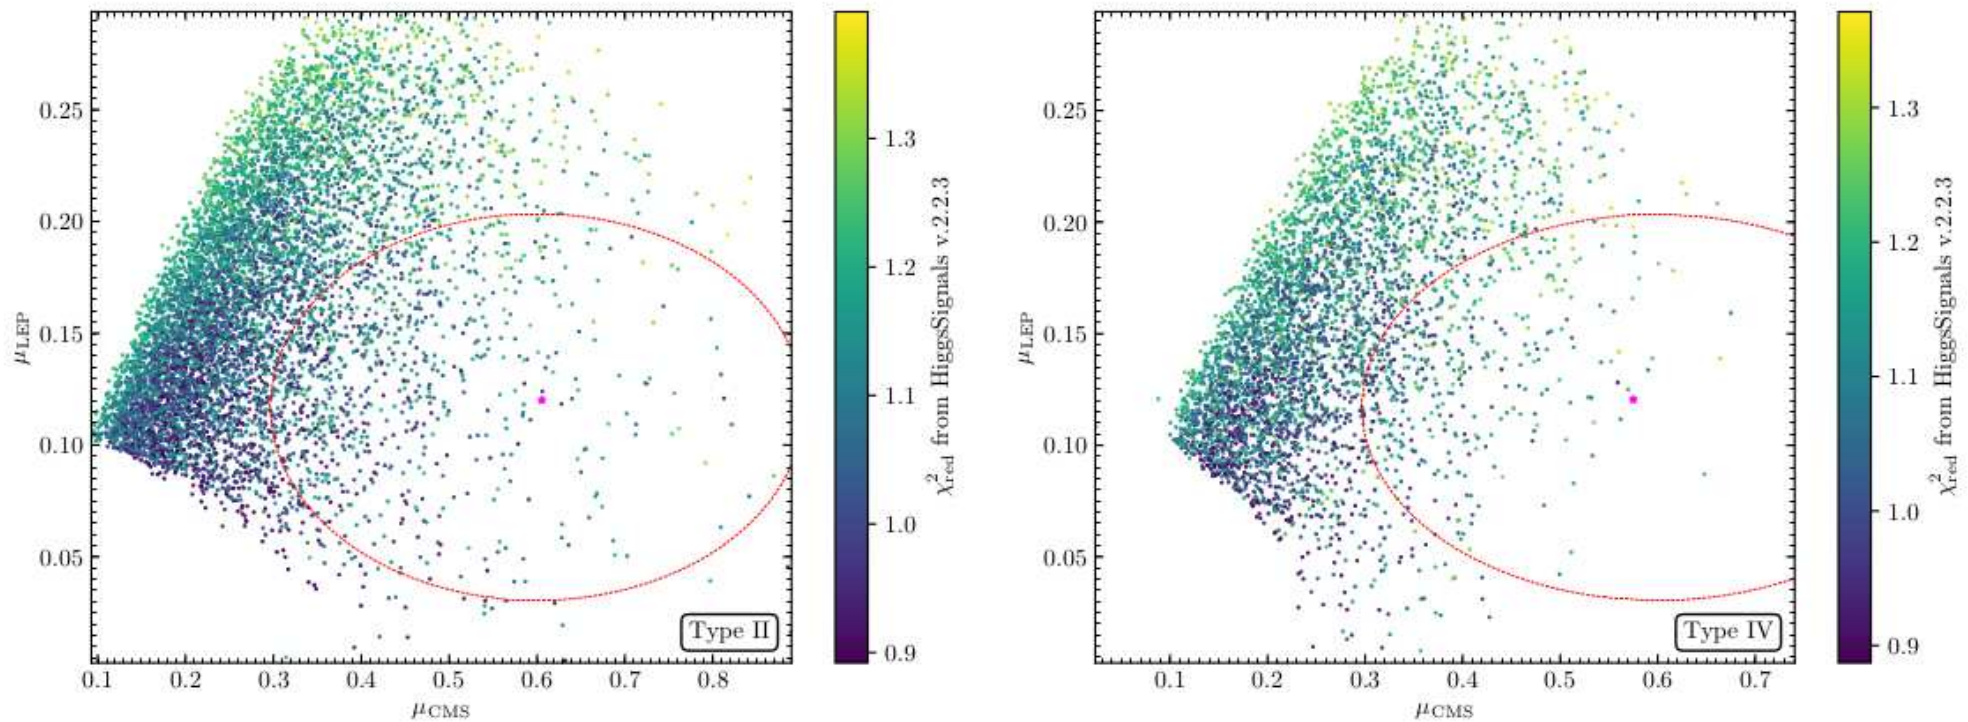 0.25
0.20
0.15
0.10
0.05
μLEP
0.1 0.2 0.3 0.4 0.5 0.6 0.7 0.8
μCMS
Type II
1.3
1.2
1.1
1.0
0.9
χ²red from HiggsSignals v.2.2.3
0.25
0.20
0.15
0.10
0.05
μLEP
0.1 0.2 0.3 0.4 0.5 0.6 0.7
μCMS
Type IV
1.3
1.2
1.1
1.0
0.9
χ²red from HiggsSignals v.2.2.3